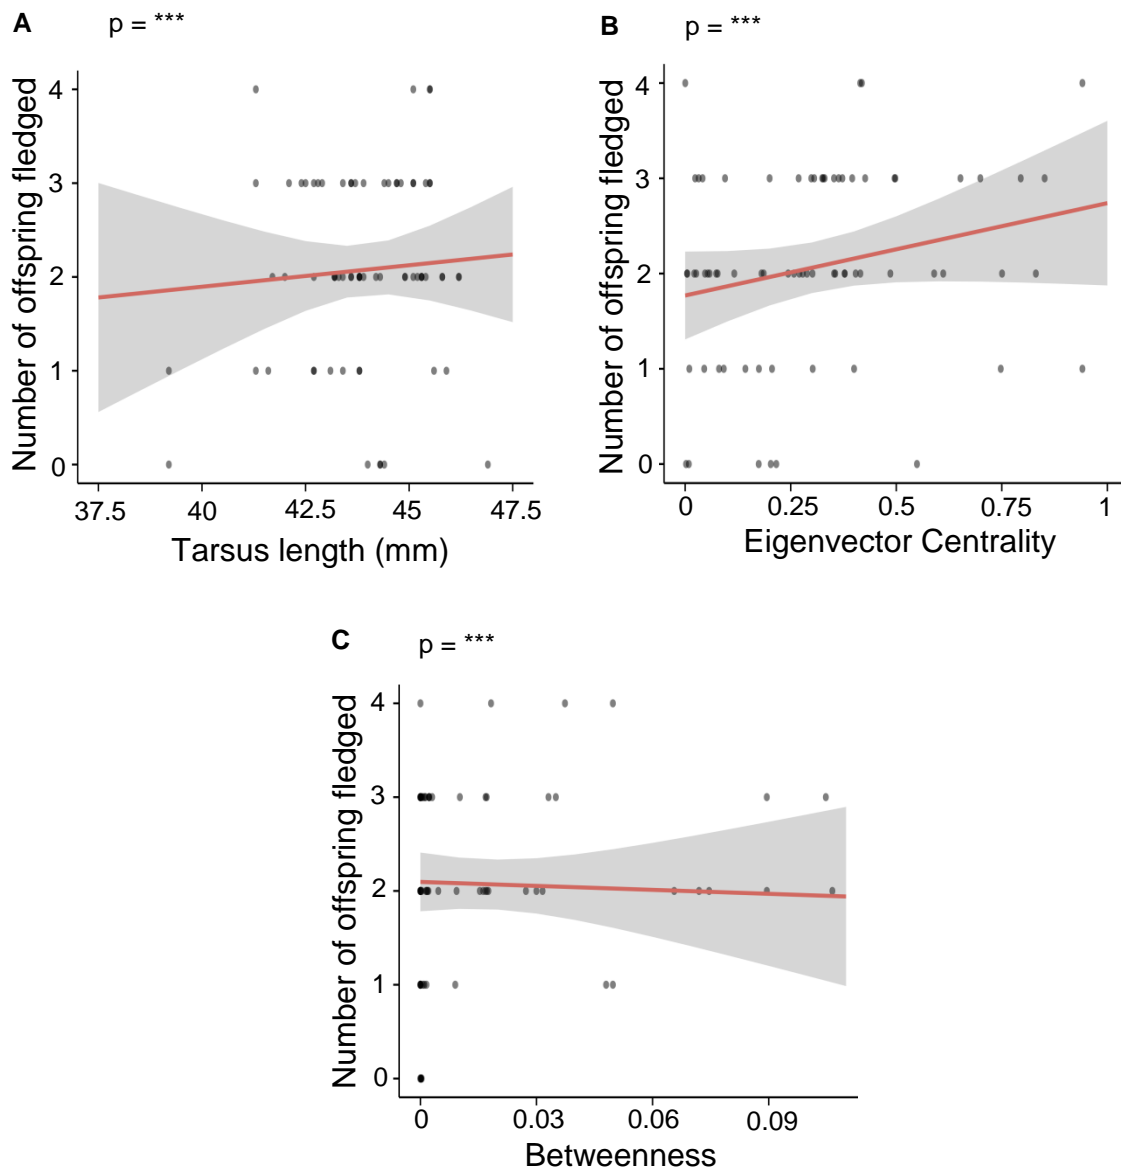 A
p = ***
Number of offspring fledged
4
3
2
1
0
37.5 40 42.5 45 47.5
Tarsus length (mm)
B
p = ***
Number of offspring fledged
4
3
2
1
0
0 0.25 0.5 0.75 1
Eigenvector Centrality
C
p = ***
Number of offspring fledged
4
3
2
1
0
0 0.03 0.06 0.09
Betweenness